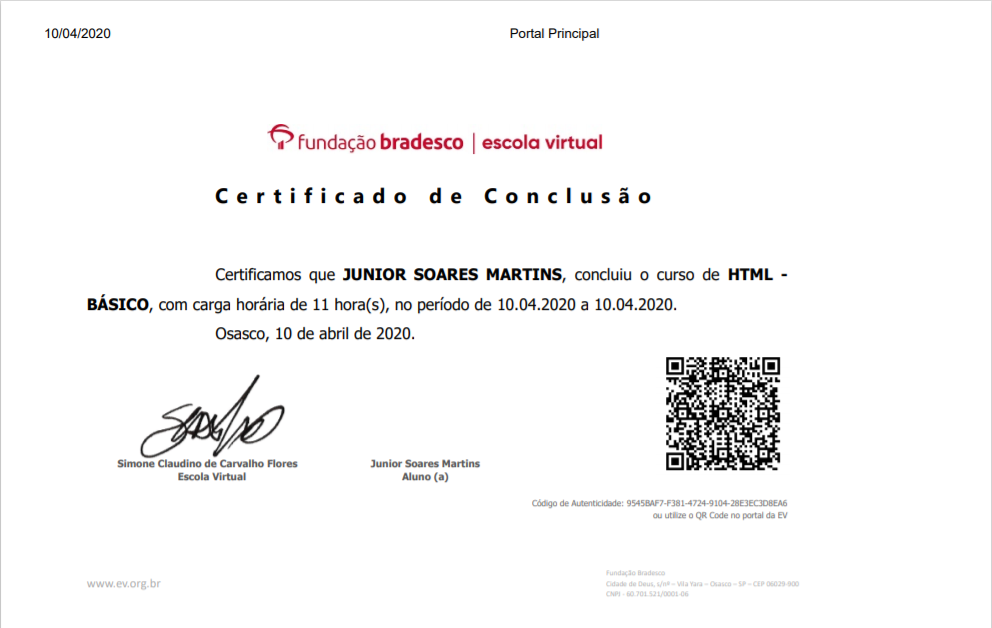 10/04/2020 Portal Principal
fundação bradesco | escola virtual
Certificado de Conclusão
Certificamos que JUNIOR SOARES MARTINS, concluiu o curso de HTML -
BÁSICO, com carga horária de 11 hora(s), no período de 10.04.2020 a 10.04.2020.
Osasco, 10 de abril de 2020.
Simone Claudino de Carvalho Flores
Escola Virtual
Junior Soares Martins
Aluno (a)
Código de Autenticidade: 9545BAF7-F381-4724-9104-28E3EC3D8EA6
ou utilize o QR Code no portal da EV
www.ev.org.br
Fundação Bradesco
Cidade de Deus, s/nº – Vila Yara – Osasco – SP – CEP 06029-900
CNPJ - 60.701.521/0001-06